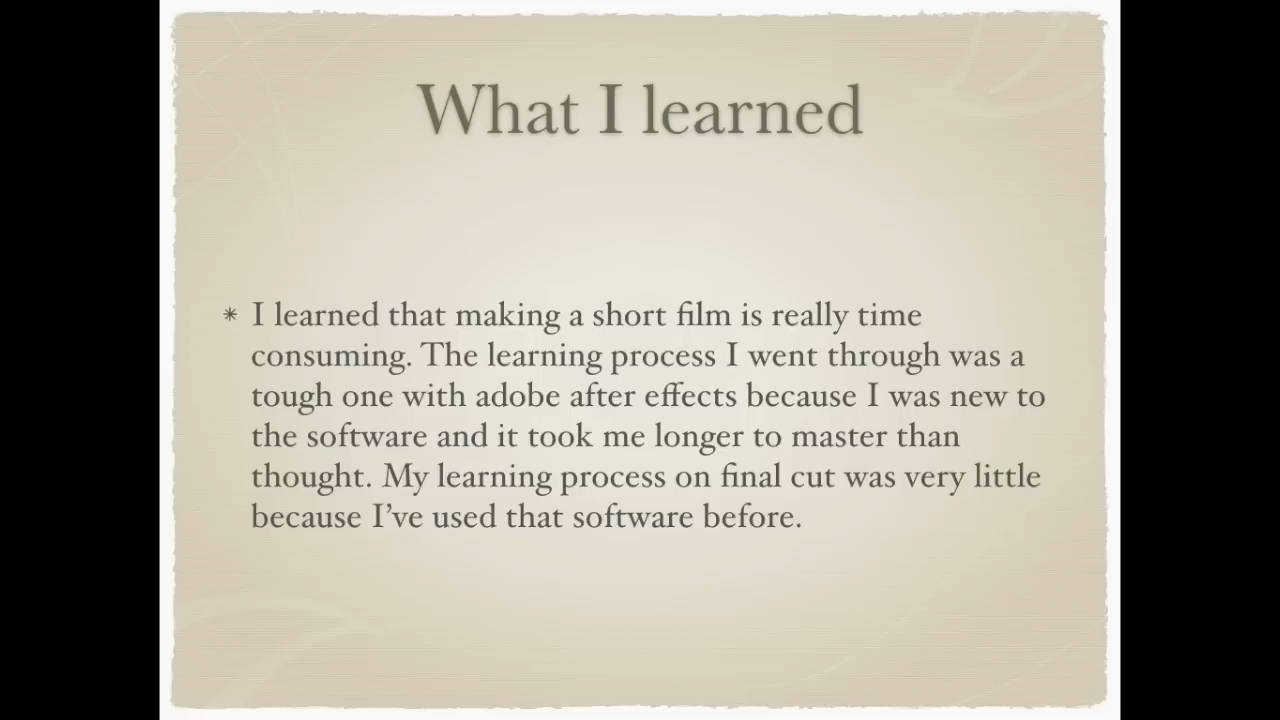 What I learned
* I learned that making a short film is really time
consuming. The learning process I went through was a
tough one with adobe after effects because I was new to
the software and it took me longer to master than
thought. My learning process on final cut was very little
because I’ve used that software before.